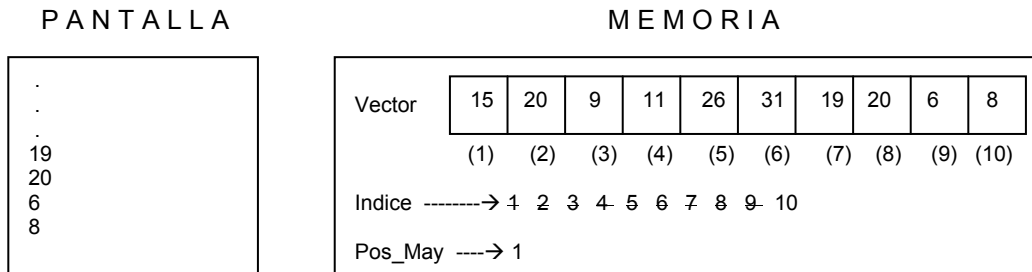 P A N T A L L A
M E M O R I A
.
.
.
19
20
6
8
Vector 15 20 9 11 26 31 19 20 6 8
(1) (2) (3) (4) (5) (6) (7) (8) (9) (10)
Indice --------→ 1 2 3 4 5 6 7 8 9 10
Pos_May ----→ 1